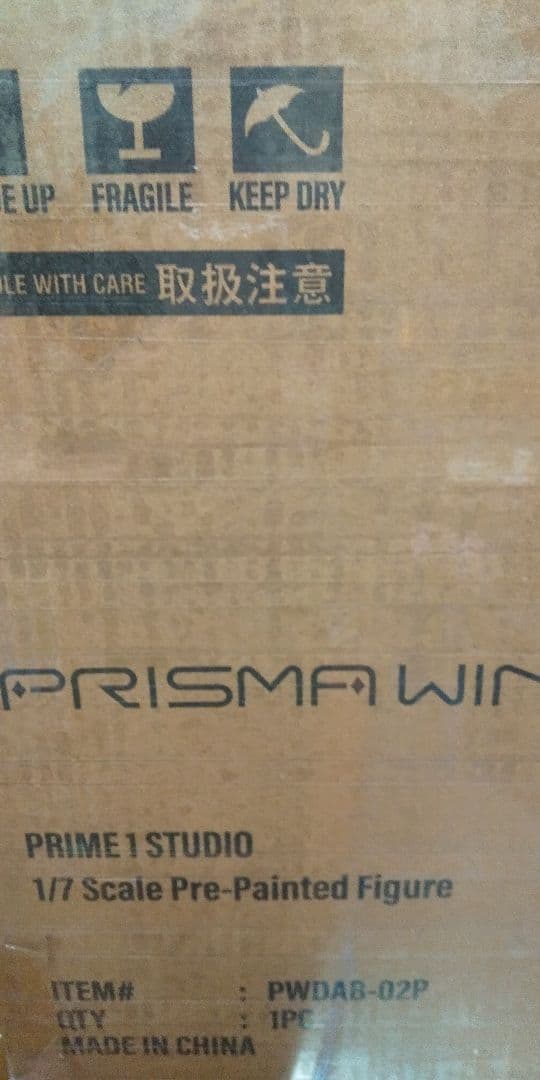 E UP FRAGILE KEEP DRY
LE WITH CARE 取扱注意
PRISMA WIN
PRIME 1 STUDIO
1/7 Scale Pre-Painted Figure
ITEM# : PWDAB-02P
QTY : 1PC
MADE IN CHINA